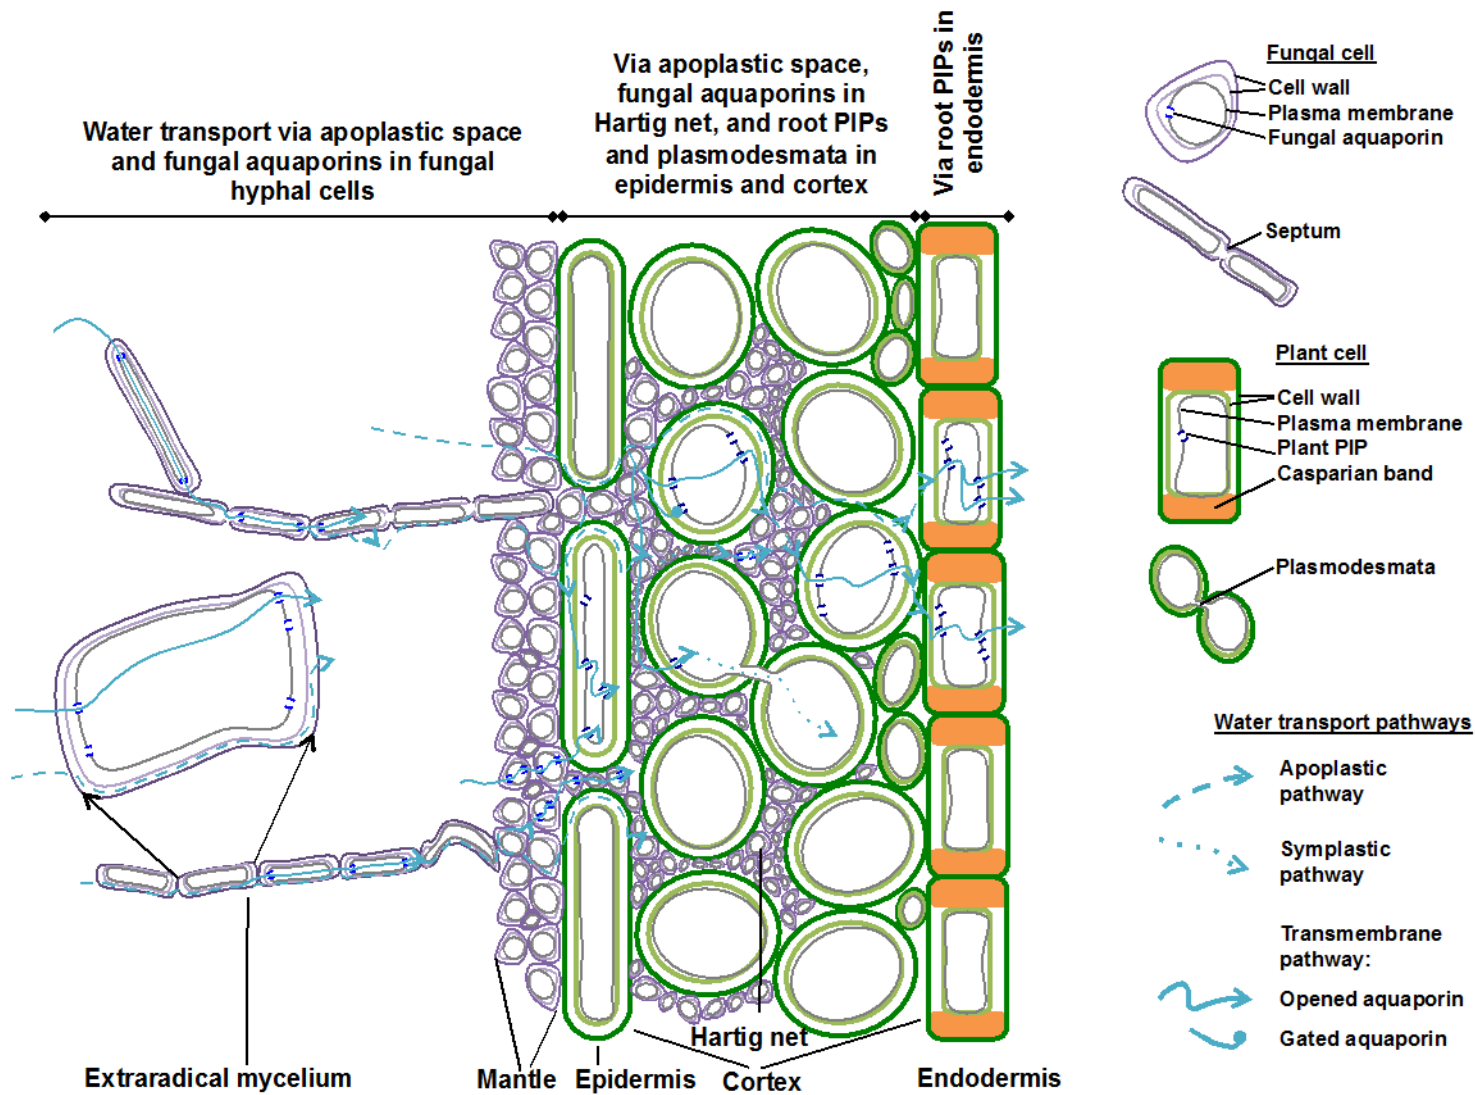 Water transport via apoplastic space
and fungal aquaporins in fungal
hyphal cells
Via apoplastic space,
fungal aquaporins in
Hartig net, and root PIPs
and plasmodesmata in
epidermis and cortex
Via root PIPs in
endodermis
Fungal cell
Cell wall
Plasma membrane
Fungal aquaporin
Septum
Plant cell
Cell wall
Plasma membrane
Plant PIP
Casparian band
Plasmodesmata
Water transport pathways
Apoplastic
pathway
Symplastic
pathway
Transmembrane
pathway:
Opened aquaporin
Gated aquaporin
Hartig net
Extraradical mycelium
Mantle
Epidermis
Cortex
Endodermis